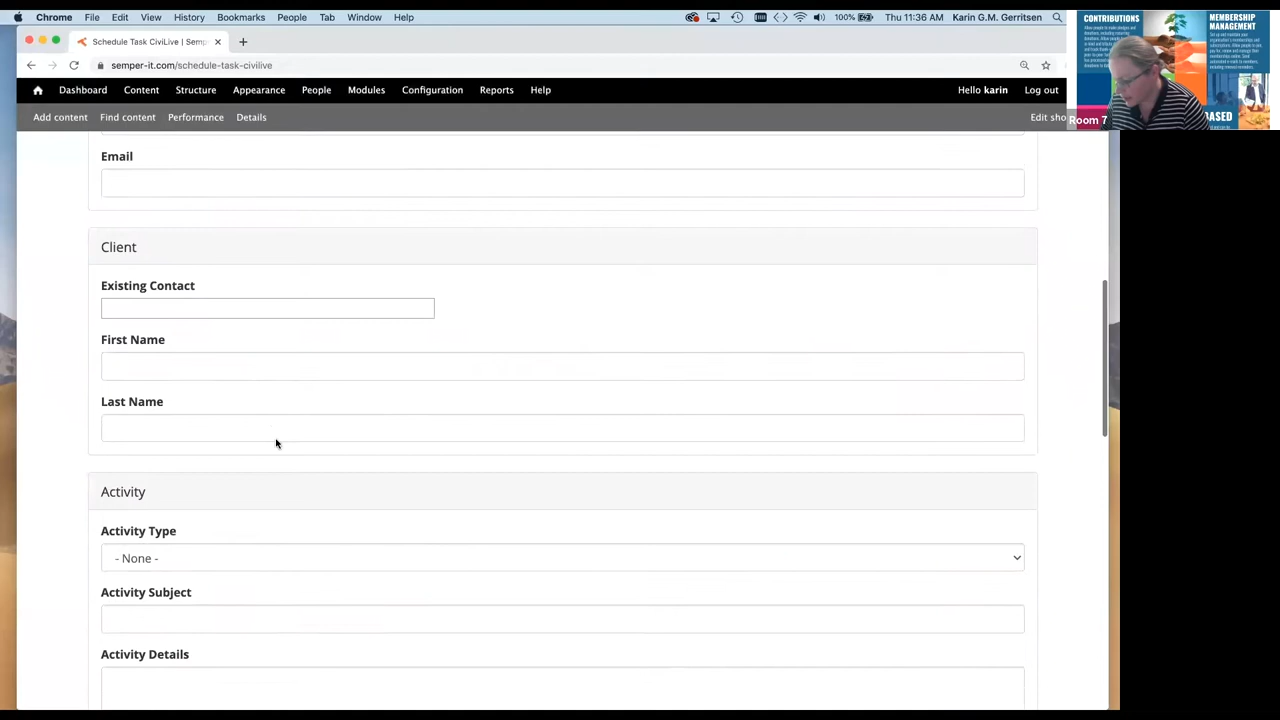 Chrome File Edit View History Bookmarks People Tab Window Help 100% Thu 11:36 AM Karin G.M. Gerritsen
Schedule Task CiviLive | Semp
semper-it.com/schedule-task-civilive
Dashboard Content Structure Appearance People Modules Configuration Reports Help Hello karin Log out
Add content Find content Performance Details Edit sho
CONTRIBUTIONS
MEMBERSHIP
MANAGEMENT
Room 7
BASED
Email
Client
Existing Contact
First Name
Last Name
Activity
Activity Type
- None -
Activity Subject
Activity Details